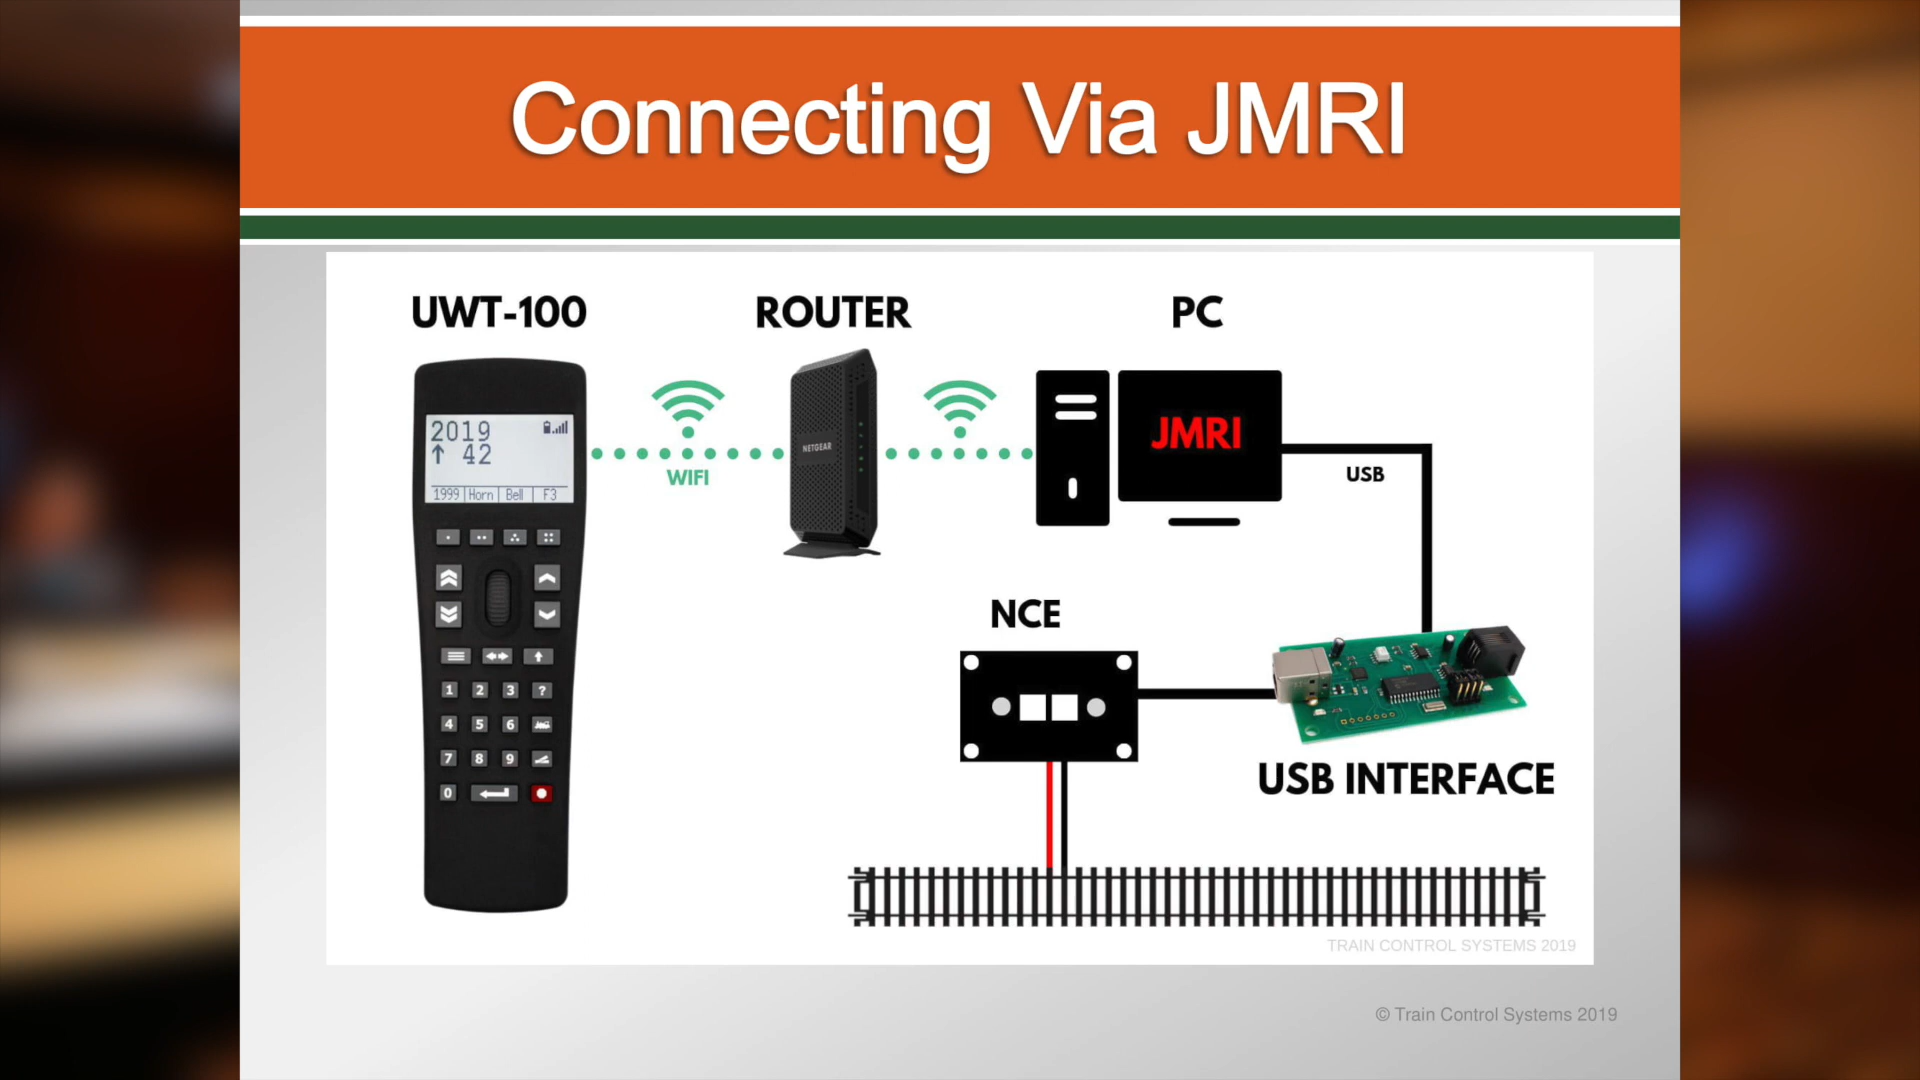 Connecting Via JMRI
UWT-100
ROUTER
PC
2019
↑ 42
1999 Horn Bell F3
WIFI
NETGEAR
JMRI
USB
NCE
1 2 3 ?
4 5 6
7 8 9
0
USB INTERFACE
TRAIN CONTROL SYSTEMS 2019
© Train Control Systems 2019